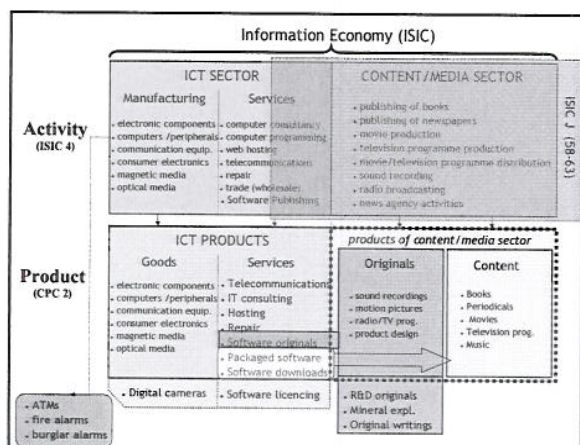 Information Economy (ISIC)
ICT SECTOR
CONTENT/MEDIA SECTOR
ISIC J (58-63)
Activity
(ISIC 4)
Manufacturing
. electronic components
. computers /peripherals
. communication equip.
. consumer electronics
. magnetic media
. optical media
Services
. computer consultancy
. computer programming
. web hosting
. telecommunications
. repair
. trade (wholesale)
. Software Publishing
. publishing of books
. publishing of newspapers
. movie production
. television programme production
. movie/television programme distribution
. sound recording
. radio broadcasting
. news agency activities
Product
(CPC 2)
ICT PRODUCTS
products of content/media sector
Goods
. electronic components
. computers /peripherals
. communication equip.
. consumer electronics
. magnetic media
. optical media
Services
. Telecommunications
. IT consulting
. Hosting
. Repair
. Software originals
. Packaged software
. Software downloads
Originals
. sound recordings
. motion pictures
. radio/TV prog.
. product design
Content
. Books
. Periodicals
. Movies
. Television prog.
. Music
. Digital cameras
. Software licencing
. R&D originals
. Mineral expl.
. Original writings
. ATMs
. fire alarms
. burglar alarms